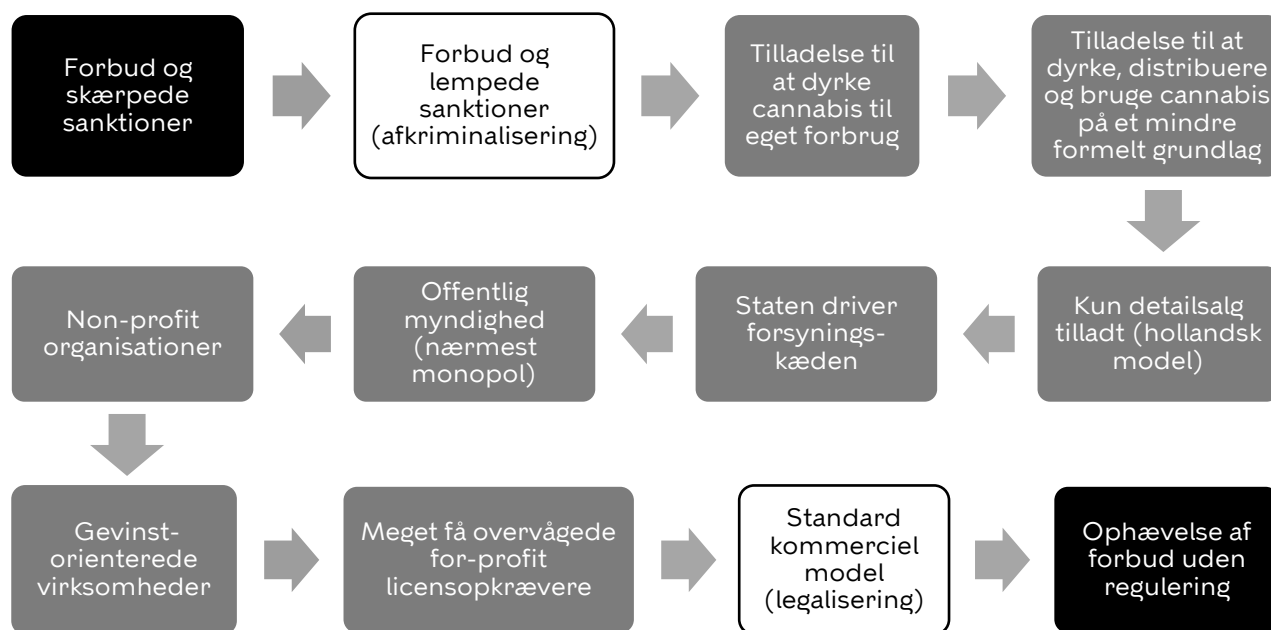 Forbud og
skærpede
sanktioner
Forbud og
lempede
sanktioner
(afkriminalisering)
Tilladelse til
at dyrke
cannabis til
eget forbrug
Tilladelse til at
dyrke, distribuere
og bruge cannabis
på et mindre
formelt grundlag
Kun detailsalg
tilladt (hollandsk
model)
Staten driver
forsynings-
kæden
Offentlig
myndighed
(nærmest
monopol)
Non-profit
organisationer
Gevinst-
orienterede
virksomheder
Meget få overvågede
for-profit
licensopkrævere
Standard
kommerciel
model
(legalisering)
Ophævelse af
forbud uden
regulering